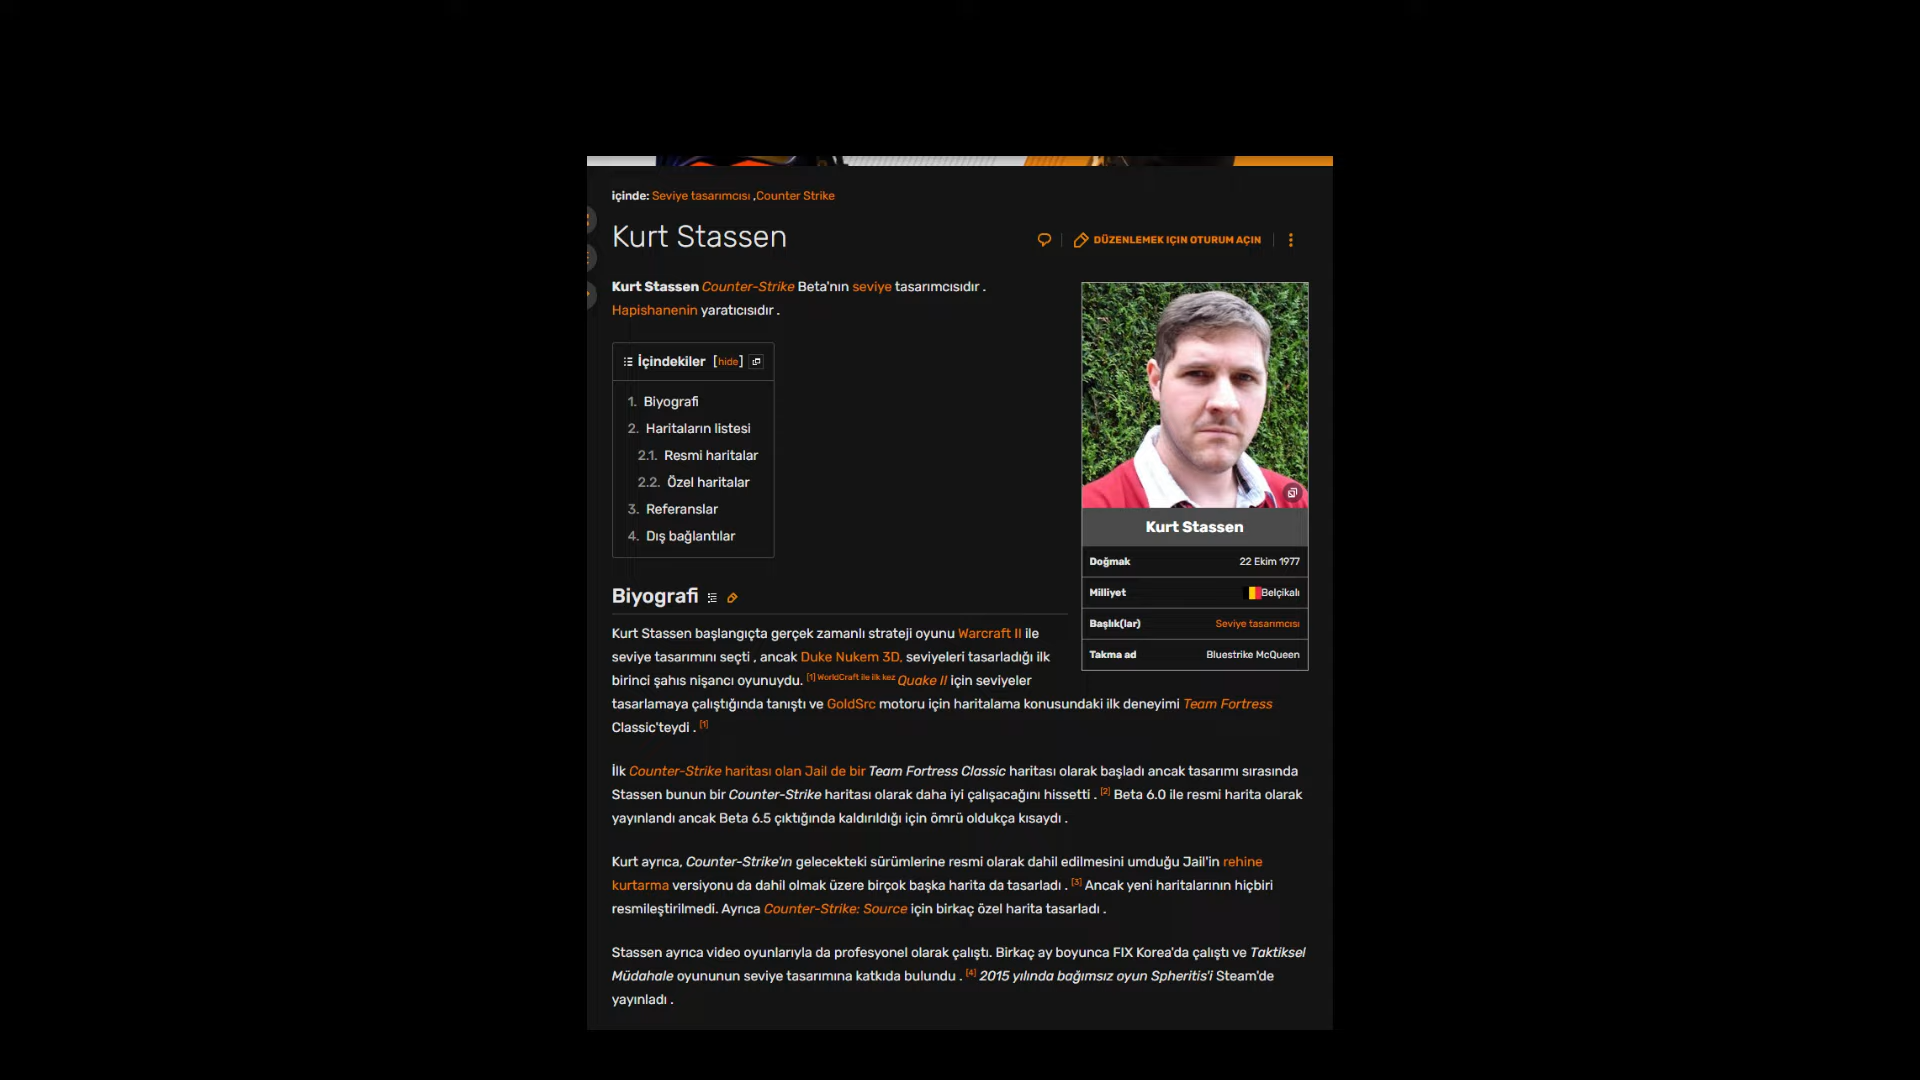 içinde: Seviye tasarımcısı ,Counter Strike
Kurt Stassen
DÜZENLEMEK IÇIN OTURUM AÇIN
Kurt Stassen Counter-Strike Beta'nın seviye tasarımcısıdır .
Hapishanenin yaratıcısıdır .
İçindekiler [hide]
1. Biyografi
2. Haritaların listesi
2.1. Resmi haritalar
2.2. Özel haritalar
3. Referanslar
4. Dış bağlantılar
Kurt Stassen
Doğmak 22 Ekim 1977
Milliyet Belçikalı
Başlık(lar) Seviye tasarımcısı
Takma ad Bluestrike McQueen
Biyografi
Kurt Stassen başlangıçta gerçek zamanlı strateji oyunu Warcraft II ile
seviye tasarımını seçti , ancak Duke Nukem 3D, seviyeleri tasarladığı ilk
birinci şahıs nişancı oyunuydu. [1] WorldCraft ile ilk kez Quake II için seviyeler
tasarlamaya çalıştığında tanıştı ve GoldSrc motoru için haritalama konusundaki ilk deneyimi Team Fortress
Classic'teydi . [1]
İlk Counter-Strike haritası olan Jail de bir Team Fortress Classic haritası olarak başladı ancak tasarımı sırasında
Stassen bunun bir Counter-Strike haritası olarak daha iyi çalışacağını hissetti . [2] Beta 6.0 ile resmi harita olarak
yayınlandı ancak Beta 6.5 çıktığında kaldırıldığı için ömrü oldukça kısaydı .
Kurt ayrıca, Counter-Strike'ın gelecekteki sürümlerine resmi olarak dahil edilmesini umduğu Jail'in rehine
kurtarma versiyonu da dahil olmak üzere birçok başka harita da tasarladı . [3] Ancak yeni haritalarının hiçbiri
resmileştirilmedi. Ayrıca Counter-Strike: Source için birkaç özel harita tasarladı .
Stassen ayrıca video oyunlarıyla da profesyonel olarak çalıştı. Birkaç ay boyunca FIX Korea'da çalıştı ve Taktiksel
Müdahale oyununun seviye tasarımına katkıda bulundu . [4] 2015 yılında bağımsız oyun Spheritis'i Steam'de
yayınladı .